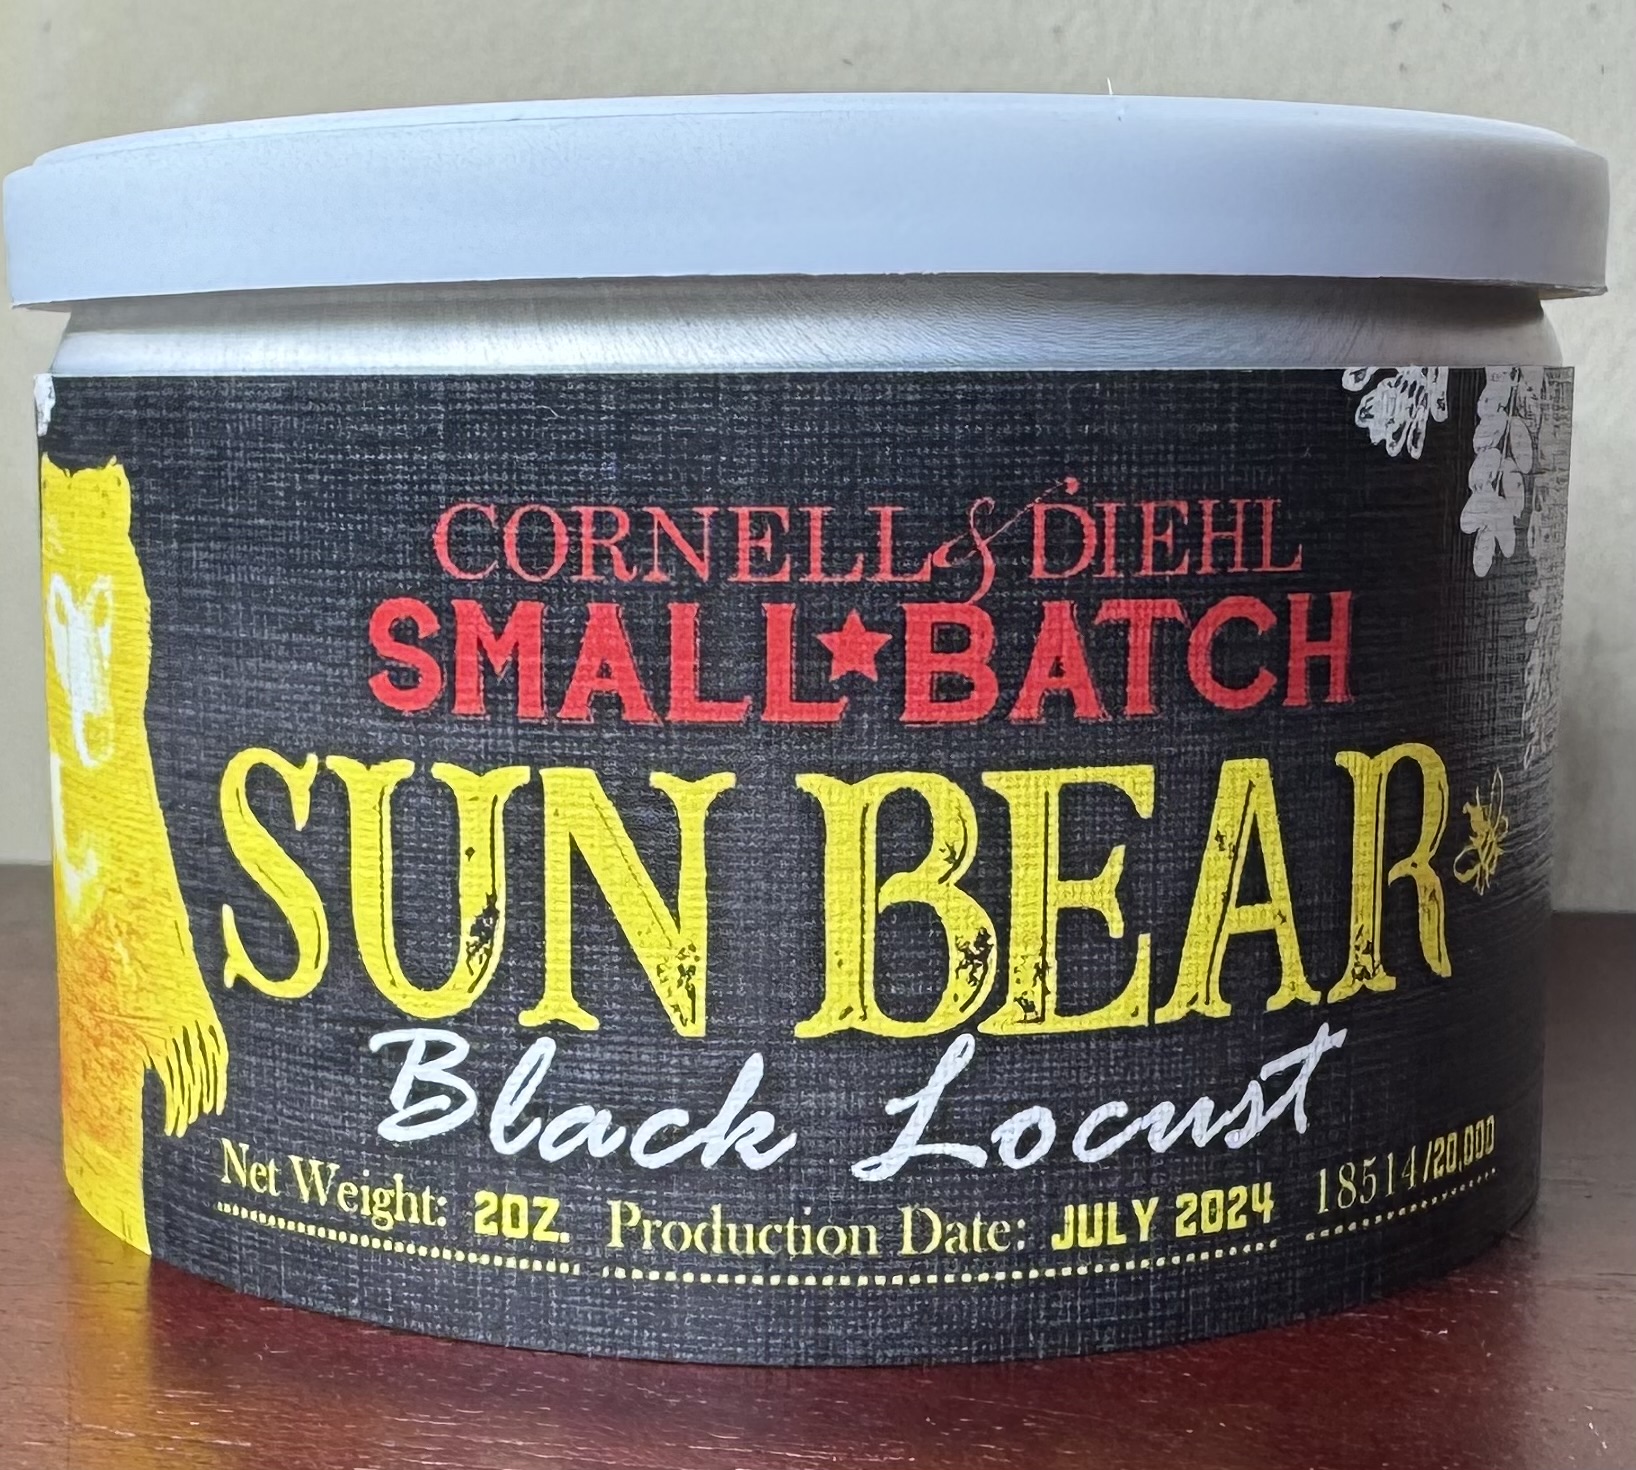 CORNELL & DIEHL
SMALL★BATCH
SUN BEAR
Black Locust
Net Weight: 2OZ. Production Date: JULY 2024 18514/20,000